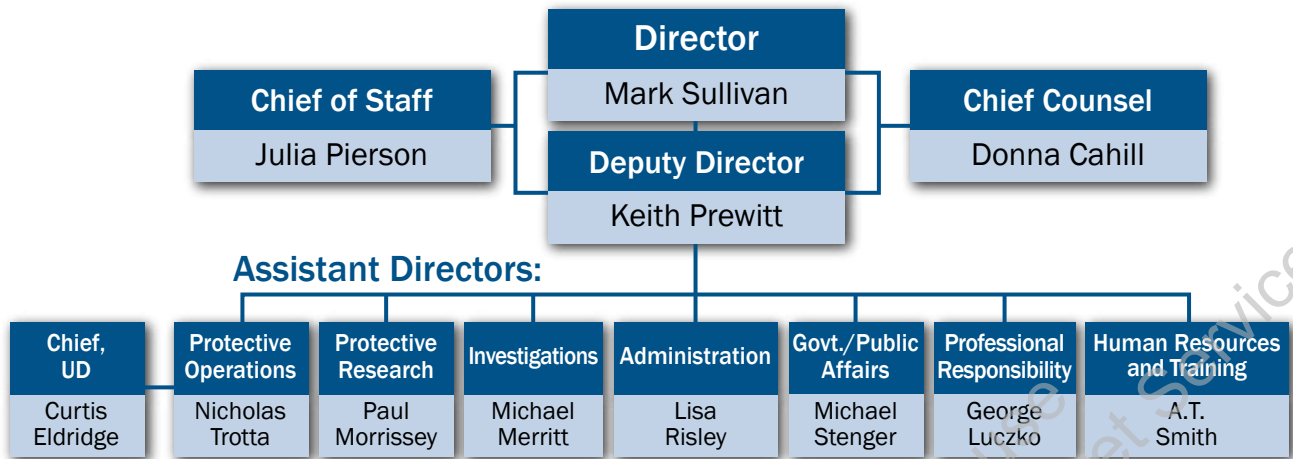 Director
Mark Sullivan
Chief of Staff
Julia Pierson
Chief Counsel
Donna Cahill
Deputy Director
Keith Prewitt
Assistant Directors:
Chief,
UD
Curtis
Eldridge
Protective
Operations
Nicholas
Trotta
Protective
Research
Paul
Morrissey
Investigations
Michael
Merritt
Administration
Lisa
Risley
Govt./Public
Affairs
Michael
Stenger
Professional
Responsibility
George
Luczko
Human Resources
and Training
A.T.
Smith
Service